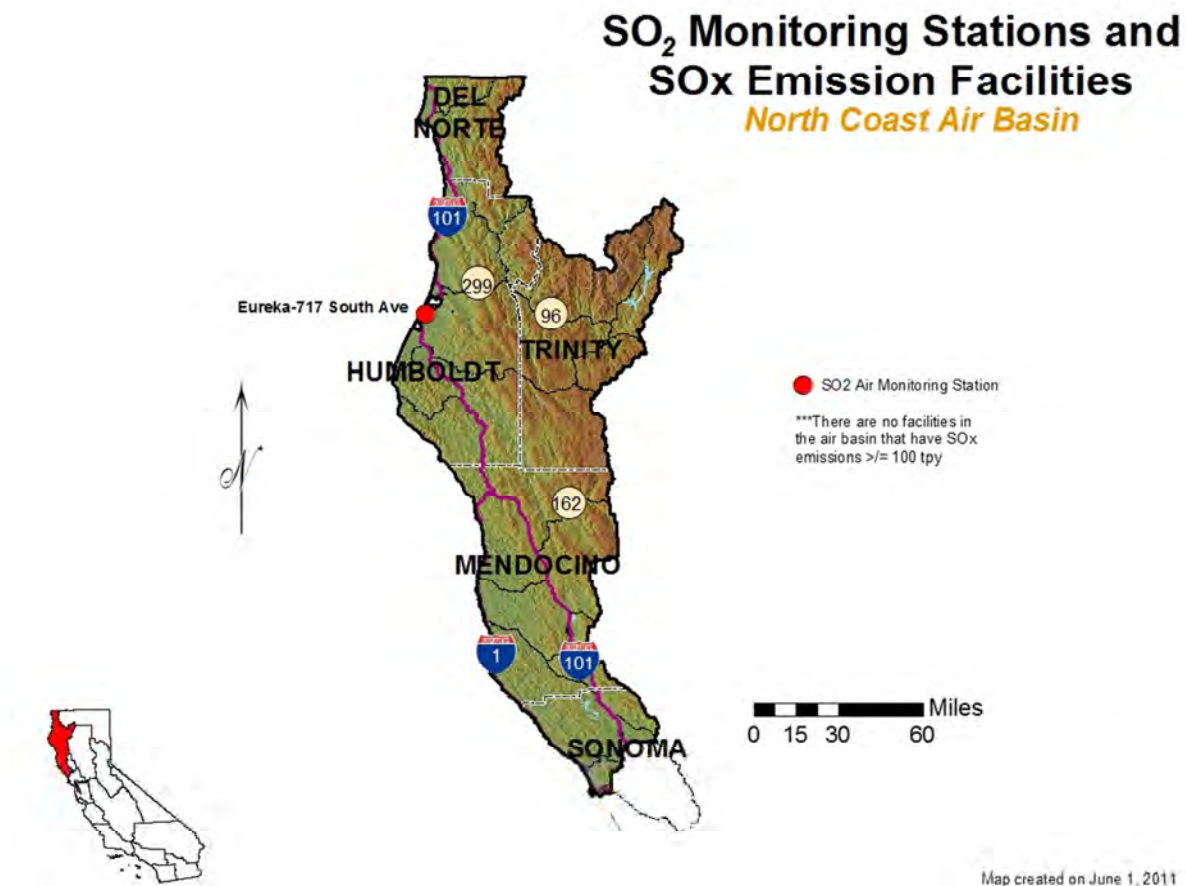 SO2 Monitoring Stations and
SOx Emission Facilities
North Coast Air Basin
DEL
NORTE
101
299
Eureka-717 South Ave
96
TRINITY
HUMBOLDT
SO2 Air Monitoring Station
***There are no facilities in
the air basin that have SOx
emissions >/= 100 tpy
N
162
MENDOCINO
1
101
Miles
0 15 30 60
SONOMA
Map created on June 1, 2011